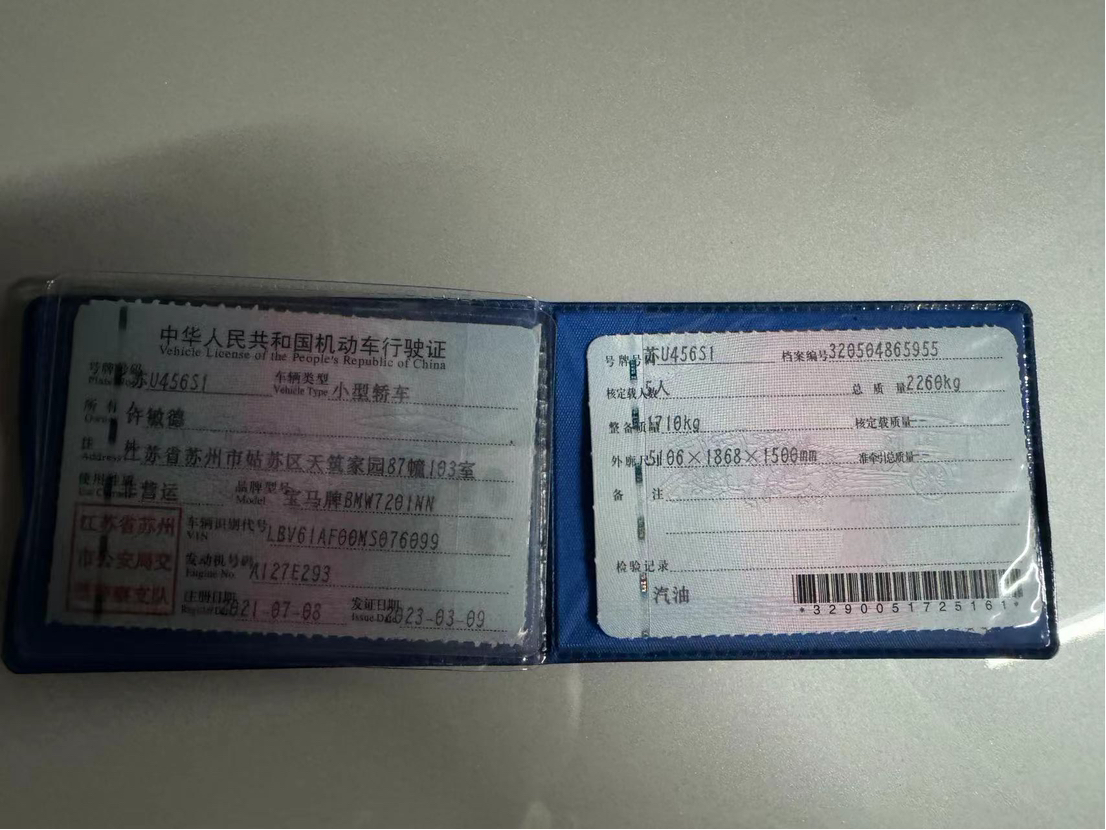 中华人民共和国机动车行驶证
Vehicle License of the People's Republic of China
号牌号码 苏U456S1 车辆类型 小型轿车
Vehicle Type
所有 许敏德
Owner
住 江苏省苏州市姑苏区天筑家园87幢103室
Address
使用性质 非营运 品牌型号 宝马牌BMW7201NN
Model
江苏省苏州
市公安局交
通警察支队
车辆识别代号 LBV61AF00MS076099
VIN
发动机号码 A127E293
Engine No.
注册日期 2021-07-08 发证日期 2023-03-09
Register Date Issue Date
号牌号 苏U456S1 档案编号 320504865955
核定载人数 5人 总质量 2260kg
整备质量 1710kg 核定载质量
外廓尺 5106×1868×1500mm 准牵引总质量
备注
检验记录
汽油
*3290051725161*